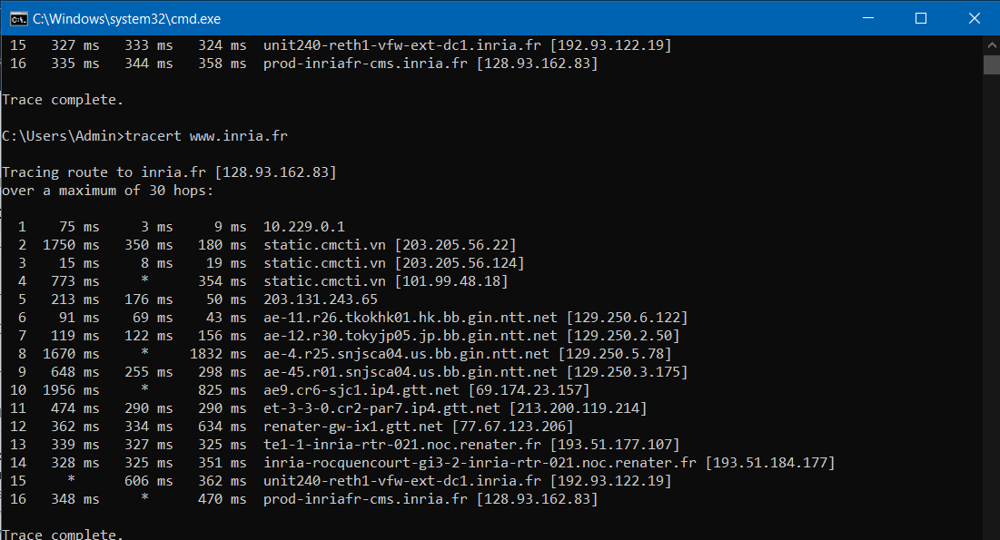 C:\Windows\system32\cmd.exe
15 327 ms 333 ms 324 ms unit240-reth1-vfw-ext-dc1.inria.fr [192.93.122.19]
16 335 ms 344 ms 358 ms prod-inriafr-cms.inria.fr [128.93.162.83]
Trace complete.
C:\Users\Admin>tracert www.inria.fr
Tracing route to inria.fr [128.93.162.83]
over a maximum of 30 hops:
1 75 ms 3 ms 9 ms 10.229.0.1
2 1750 ms 350 ms 180 ms static.cmcti.vn [203.205.56.22]
3 15 ms 8 ms 19 ms static.cmcti.vn [203.205.56.124]
4 773 ms * 354 ms static.cmcti.vn [101.99.48.18]
5 213 ms 176 ms 50 ms 203.131.243.65
6 91 ms 69 ms 43 ms ae-11.r26.tkokhk01.hk.bb.gin.ntt.net [129.250.6.122]
7 119 ms 122 ms 156 ms ae-12.r30.tokyjp05.jp.bb.gin.ntt.net [129.250.2.50]
8 1670 ms * 1832 ms ae-4.r25.snjsca04.us.bb.gin.ntt.net [129.250.5.78]
9 648 ms 255 ms 298 ms ae-45.r01.snjsca04.us.bb.gin.ntt.net [129.250.3.175]
10 1956 ms * 825 ms ae9.cr6-sjc1.ip4.gtt.net [69.174.23.157]
11 474 ms 290 ms 290 ms et-3-3-0.cr2-par7.ip4.gtt.net [213.200.119.214]
12 362 ms 334 ms 634 ms renater-gw-ix1.gtt.net [77.67.123.206]
13 339 ms 327 ms 325 ms te1-1-inria-rtr-021.noc.renater.fr [193.51.177.107]
14 328 ms 325 ms 351 ms inria-rocquencourt-gi3-2-inria-rtr-021.noc.renater.fr [193.51.184.177]
15 * 606 ms 362 ms unit240-reth1-vfw-ext-dc1.inria.fr [192.93.122.19]
16 348 ms * 470 ms prod-inriafr-cms.inria.fr [128.93.162.83]
Trace complete.